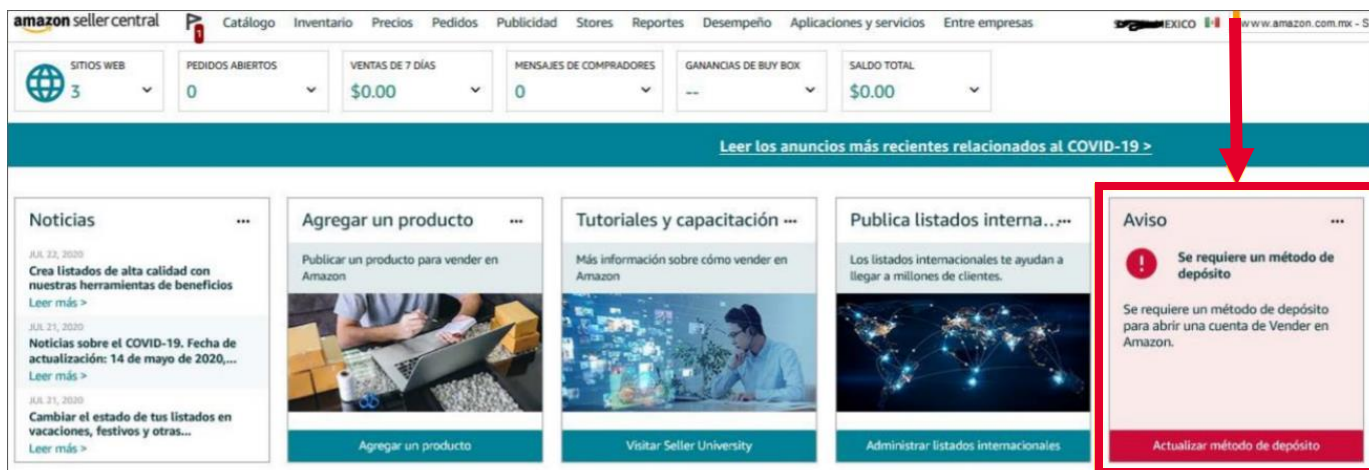 amazon seller central
1
Catálogo Inventario Precios Pedidos Publicidad Stores Reportes Desempeño Aplicaciones y servicios Entre empresas
EXICO
www.amazon.com.mx - S
SITIOS WEB
3
PEDIDOS ABIERTOS
0
VENTAS DE 7 DÍAS
$0.00
MENSAJES DE COMPRADORES
0
GANANCIAS DE BUY BOX
--
SALDO TOTAL
$0.00
Leer los anuncios más recientes relacionados al COVID-19 >
Noticias ...
JUL 22, 2020
Crea listados de alta calidad con
nuestras herramientas de beneficios
Leer más >
JUL 21, 2020
Noticias sobre el COVID-19. Fecha de
actualización: 14 de mayo de 2020,...
Leer más >
JUL 21, 2020
Cambiar el estado de tus listados en
vacaciones, festivos y otras...
Leer más >
Agregar un producto ...
Publicar un producto para vender en
Amazon
Agregar un producto
Tutoriales y capacitación ...
Más información sobre cómo vender en
Amazon
Visitar Seller University
Publica listados interna... ...
Los listados internacionales te ayudan a
llegar a millones de clientes.
Administrar listados internacionales
Aviso ...
Se requiere un método de
depósito
Se requiere un método de depósito
para abrir una cuenta de Vender en
Amazon.
Actualizar método de depósito